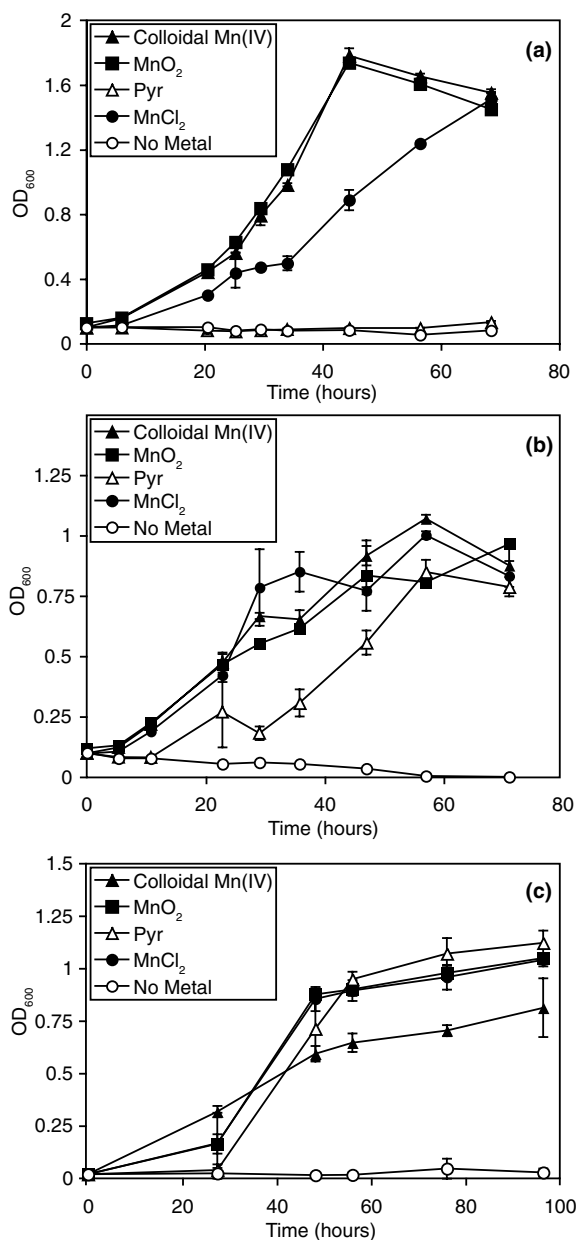 (a)
Colloidal Mn(IV)
MnO2
Pyr
MnCl2
No Metal
OD600
2
1.6
1.2
0.8
0.4
0
0 20 40 60 80
Time (hours)
(b)
Colloidal Mn(IV)
MnO2
Pyr
MnCl2
No Metal
OD600
1.25
1
0.75
0.5
0.25
0
0 20 40 60 80
Time (hours)
(c)
Colloidal Mn(IV)
MnO2
Pyr
MnCl2
No Metal
OD600
1.5
1.25
1
0.75
0.5
0.25
0
0 20 40 60 80 100
Time (hours)